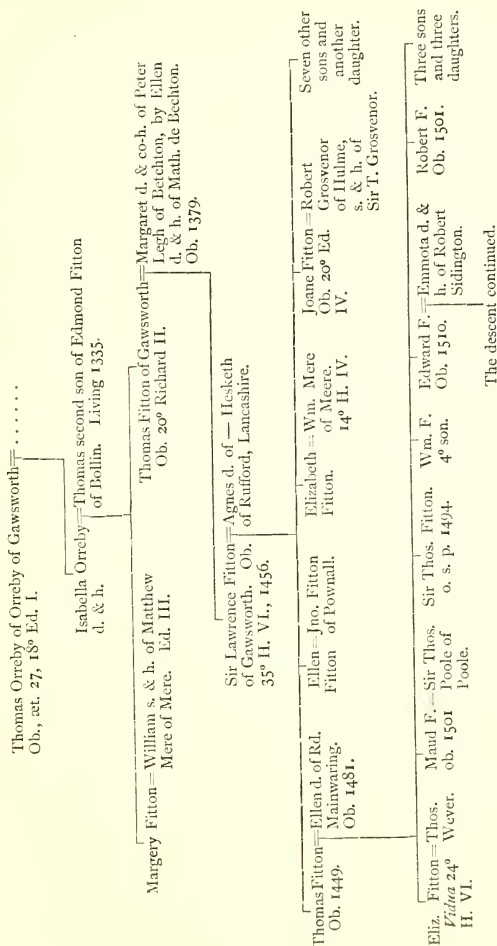 Thomas Orreby of Orreby of Gawsworth=......
Ob., æt. 27, 18° Ed. I.
Isabella Orreby=Thomas second son of Edmond Fitton
d. & h.
of Bollin. Living 1335.
Margery Fitton=William s. & h. of Matthew
Mere of Mere. Ed. III.
Thomas Fitton of Gawsworth=Margaret d. & co-h. of Peter
Ob. 20° Richard II.
Legh of Betchton, by Ellen
d. & h. of Math. de Bechton.
Ob. 1379.
Sir Lawrence Fitton=Agnes d. of — Hesketh
of Gawsworth. Ob.
35° H. VI., 1456.
of Rufford, Lancashire.
Thomas Fitton=Ellen d. of Rd.
Ob. 1449.
Mainwaring.
Ob. 1481.
Ellen=Jno. Fitton
Fitton
of Pownall.
Elizabeth=Wm. Mere
Fitton.
of Meere.
14° H. IV.
Joane Fitton=Robert
Ob. 20° Ed.
IV.
Grosvenor
of Hulme,
s. & h. of
Sir T. Grosvenor.
Seven other
sons and
another
daughter.
Eliz. Fitton=Thos.
Vidua 24°
H. VI.
Wever.
Maud F.=Sir Thos.
ob. 1501
Poole of
Poole.
Sir Thos. Fitton.
o. s. p. 1494.
Wm. F.
4° son.
Edward F.=Emmota d. &
Ob. 1510.
h. of Robert
Sidington.
Robert F.
Ob. 1501.
Three sons
and three
daughters.
The descent continued.